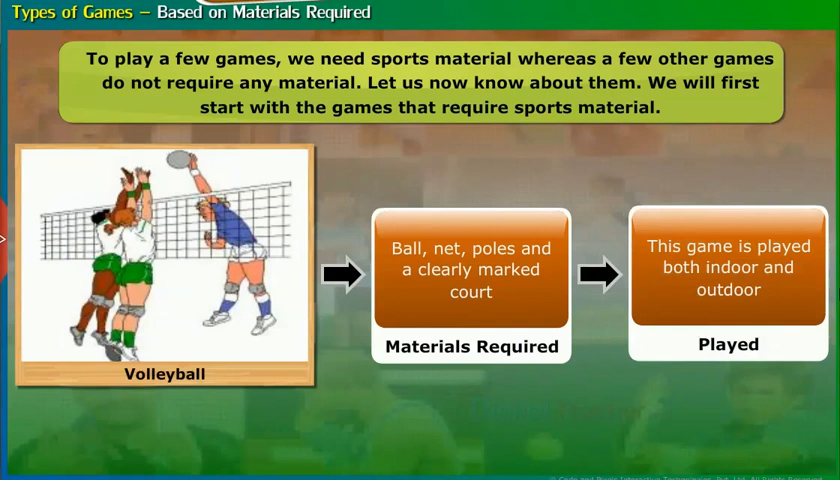 Types of Games – Based on Materials Required
To play a few games, we need sports material whereas a few other games
do not require any material. Let us now know about them. We will first
start with the games that require sports material.
Ball, net, poles and
a clearly marked
court
This game is played
both indoor and
outdoor
Materials Required
Played
Volleyball